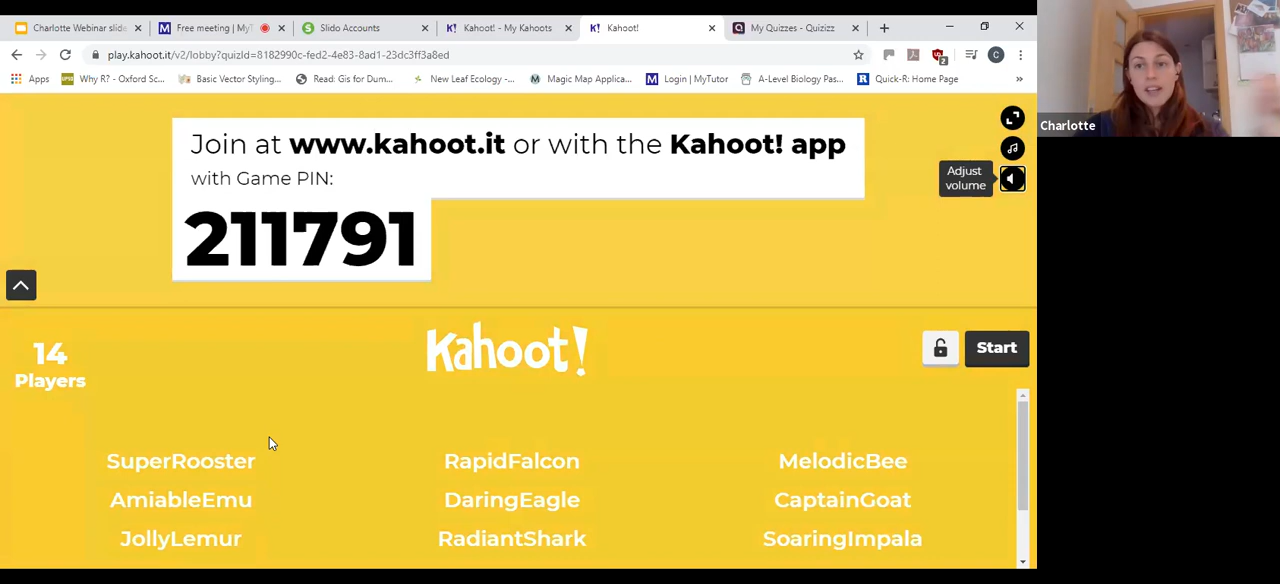 Charlotte Webinar slide
Free meeting | MyT
Slido Accounts
Kahoot! - My Kahoots
Kahoot!
My Quizzes - Quizizz
play.kahoot.it/v2/lobby?quizId=8182990c-fed2-4e83-8ad1-23dc3ff3a8ed
C
2
Apps
Why R? - Oxford Sc...
Basic Vector Styling...
Read: Gis for Dum...
New Leaf Ecology -...
Magic Map Applica...
Login | MyTutor
A-Level Biology Pas...
Quick-R: Home Page
»
Join at www.kahoot.it or with the Kahoot! app
with Game PIN:
211791
Adjust
volume
Charlotte
14
Players
Kahoot!
Start
SuperRooster
RapidFalcon
MelodicBee
AmiableEmu
DaringEagle
CaptainGoat
JollyLemur
RadiantShark
SoaringImpala